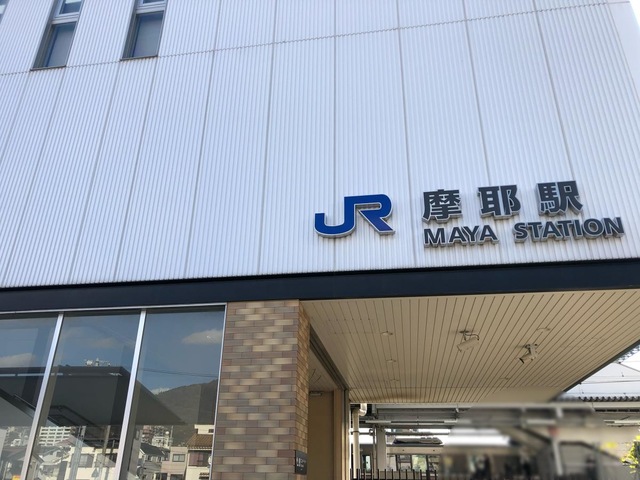 JR 摩耶駅
MAYA STATION